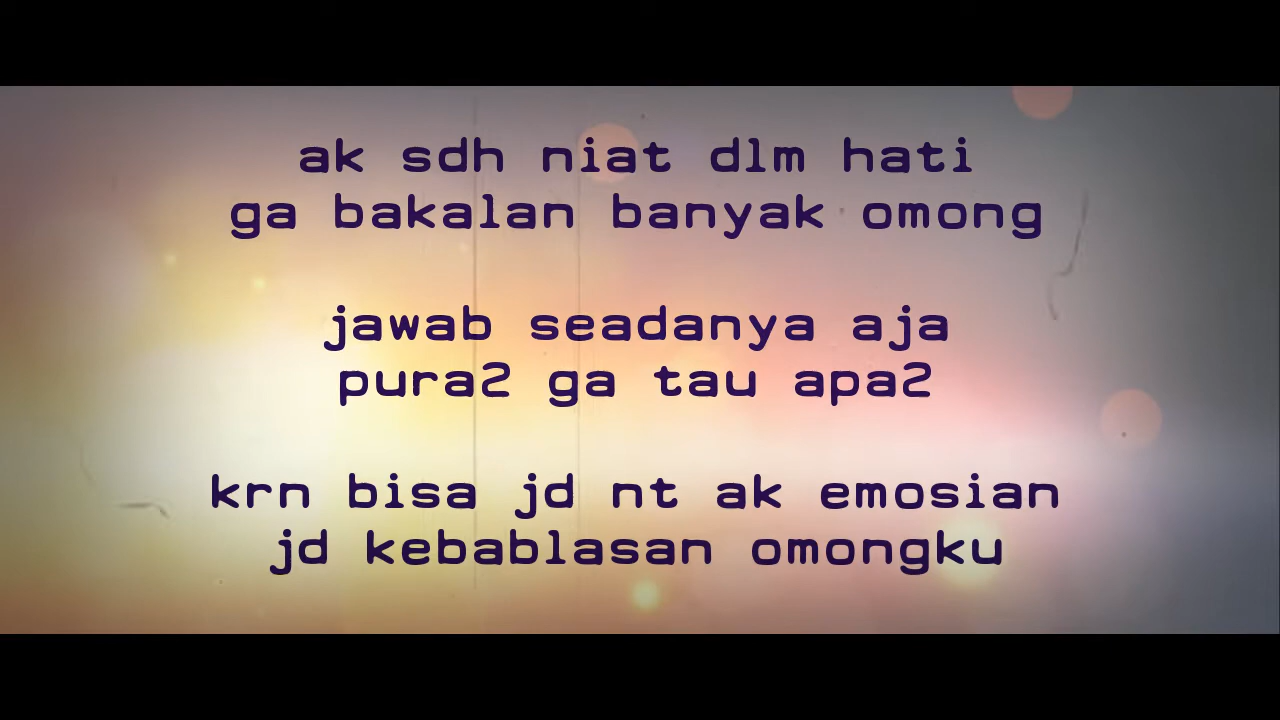 ak sdh niat dlm hati
ga bakalan banyak omong
jawab seadanya aja
pura2 ga tau apa2
krn bisa jd nt ak emosian
jd kebablasan omongku